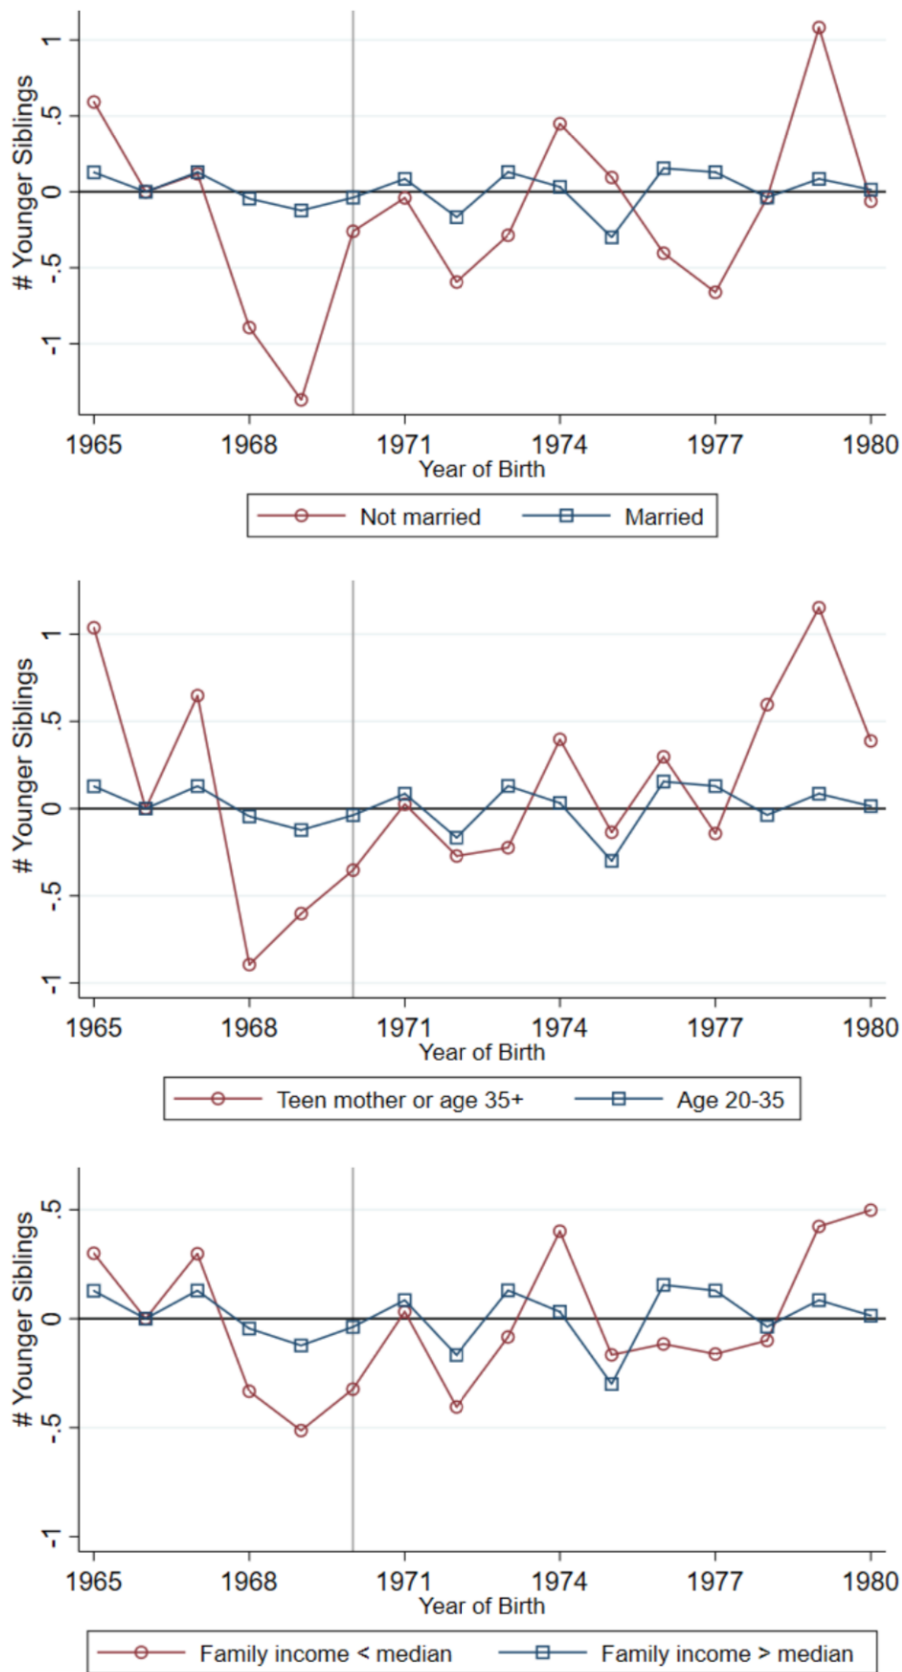 # Younger Siblings
1
.5
0
-.5
-1
1965 1968 1971 1974 1977 1980
Year of Birth
Not married Married
# Younger Siblings
1
.5
0
-.5
-1
1965 1968 1971 1974 1977 1980
Year of Birth
Teen mother or age 35+ Age 20-35
# Younger Siblings
.5
0
-.5
-1
1965 1968 1971 1974 1977 1980
Year of Birth
Family income < median Family income > median